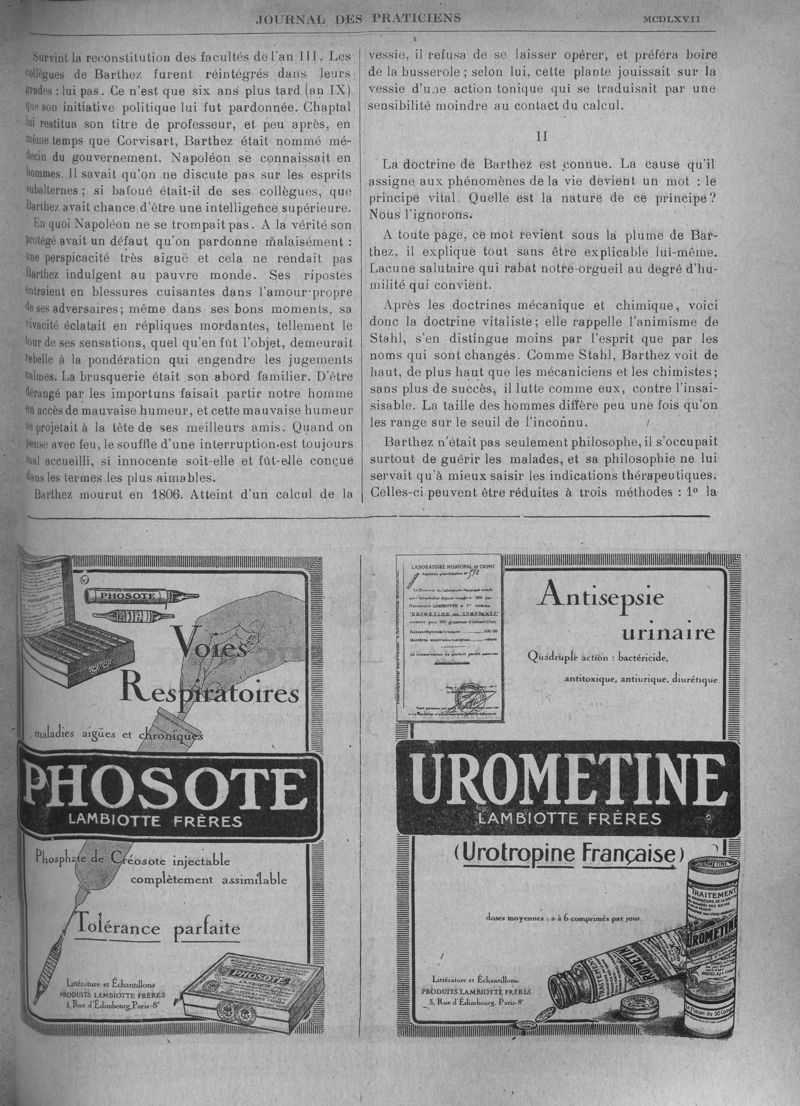 JOURNAL DES PRATICIENS
MCDLXVII
Survint la reconstitution des facultés de l'an III. Les
collègues de Barthez furent réintégrés dans leurs
grades : lui pas. Ce n'est que six ans plus tard (an IX)
que son initiative politique lui fut pardonnée. Chaptal
lui restitua son titre de professeur, et peu après, en
même temps que Corvisart, Barthez était nommé mé-
decin du gouvernement. Napoléon se connaissait en
hommes. Il savait qu'on ne discute pas sur les esprits
subalternes ; si bafoué était-il de ses collègues, que
Barthez avait chance d'être une intelligence supérieure.
En quoi Napoléon ne se trompait pas. A la vérité son
protégé avait un défaut qu'on pardonne malaisément :
une perspicacité très aiguë et cela ne rendait pas
Barthez indulgent au pauvre monde. Ses ripostes
entraient en blessures cuisantes dans l'amour-propre
de ses adversaires ; même dans ses bons moments, sa
vivacité éclatait en répliques mordantes, tellement le
tour de ses sensations, quel qu'en fût l'objet, demeurait
rebelle à la pondération qui engendre les jugements
calmes. La brusquerie était son abord familier. D'être
dérangé par les importuns faisait partir notre homme
en accès de mauvaise humeur, et cette mauvaise humeur
se projetait à la tête de ses meilleurs amis. Quand on
pense avec feu, le souffle d'une interruption est toujours
mal accueilli, si innocente soit-elle et fût-elle conçue
dans les termes les plus aimables.
Barthez mourut en 1806. Atteint d'un calcul de la
vessie, il refusa de se laisser opérer, et préféra boire
de la busserole ; selon lui, cette plante jouissait sur la
vessie d'une action tonique qui se traduisait par une
sensibilité moindre au contact du calcul.
II
La doctrine de Barthez est connue. La cause qu'il
assigne aux phénomènes de la vie devient un mot : le
principe vital. Quelle est la nature de ce principe ?
Nous l'ignorons.
A toute page, ce mot revient sous la plume de Bar-
thez, il explique tout sans être explicable lui-même.
Lacune salutaire qui rabat notre orgueil au degré d'hu-
milité qui convient.
Après les doctrines mécanique et chimique, voici
donc la doctrine vitaliste ; elle rappelle l'animisme de
Stahl, s'en distingue moins par l'esprit que par les
noms qui sont changés. Comme Stahl, Barthez voit de
haut, de plus haut que les mécaniciens et les chimistes ;
sans plus de succès, il lutte comme eux, contre l'insai-
sisable. La taille des hommes diffère peu une fois qu'on
les range sur le seuil de l'inconnu.
Barthez n'était pas seulement philosophe, il s'occupait
surtout de guérir les malades, et sa philosophie ne lui
servait qu'à mieux saisir les indications thérapeutiques.
Celles-ci peuvent être réduites à trois méthodes : 1º la
PHOSOTE
Voies
Respiratoires
maladies aigües et chroniques
PHOSOTE
LAMBIOTTE FRÈRES
Phosphate de Créosote injectable
complètement assimilable
Tolérance parfaite
Littérature et Échantillons
PRODUITS LAMBIOTTE FRÈRES
3, Rue d'Édimbourg, Paris-8e
PHOSOTE
LABORATOIRE MUNICIPAL DE CHIMIE
Antisepsie
urinaire
Quadruple action : bactéricide,
antitoxique, antiurique, diurétique.
UROMETINE
LAMBIOTTE FRÈRES
(Urotropine Française)
doses moyennes : 2 à 6 comprimés par jour
Littérature et Échantillons.
PRODUITS LAMBIOTTE FRÈRES
3, Rue d'Édimbourg, Paris-8e
UROMETINE
TRAITEMENT
UROMETINE
UROMETINE
Le Flacon de 50 Comp